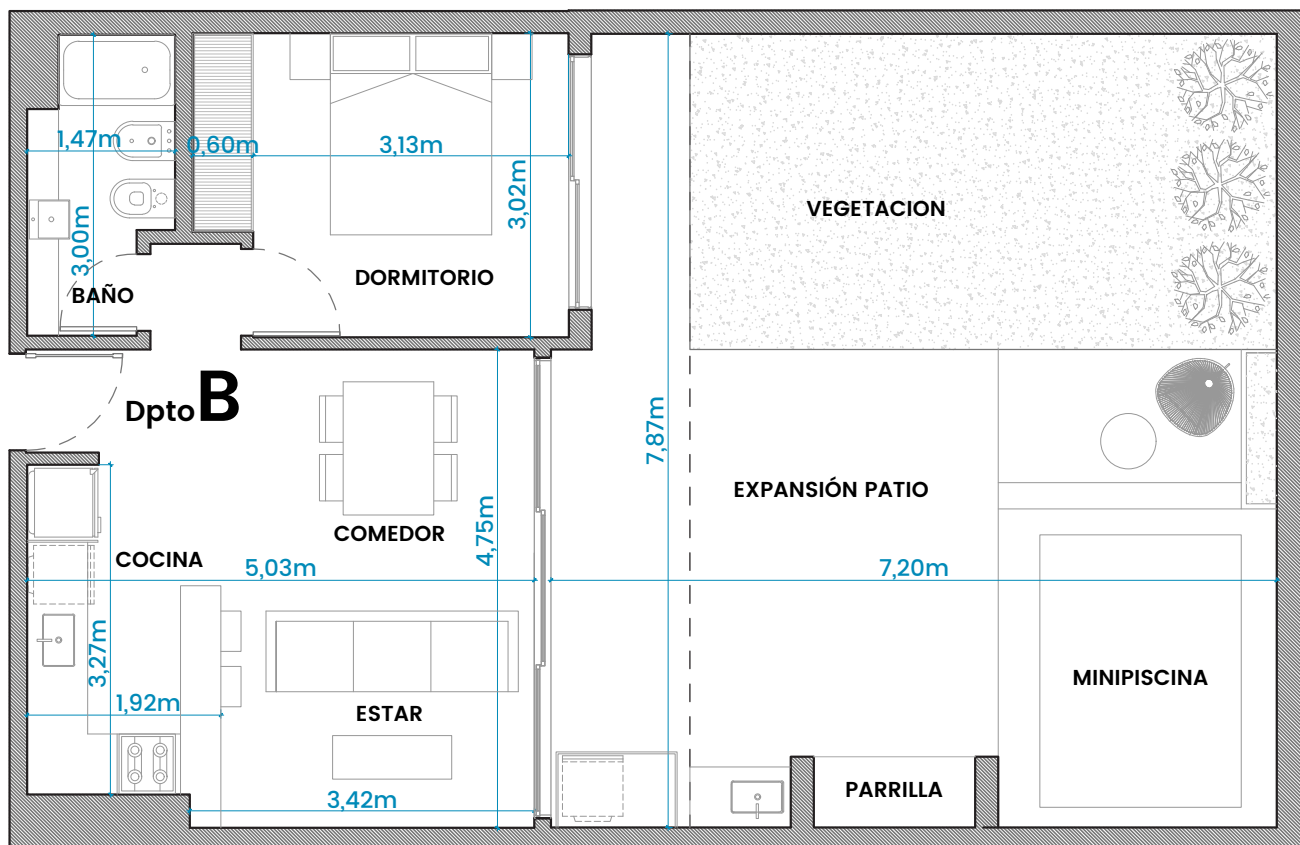 1,47m
0,60m
3,13m
3,02m
VEGETACION
3,00m
BAÑO
DORMITORIO
Dpto B
7,87m
EXPANSIÓN PATIO
COMEDOR
4,75m
COCINA
5,03m
7,20m
3,27m
1,92m
ESTAR
MINIPISCINA
3,42m
PARRILLA